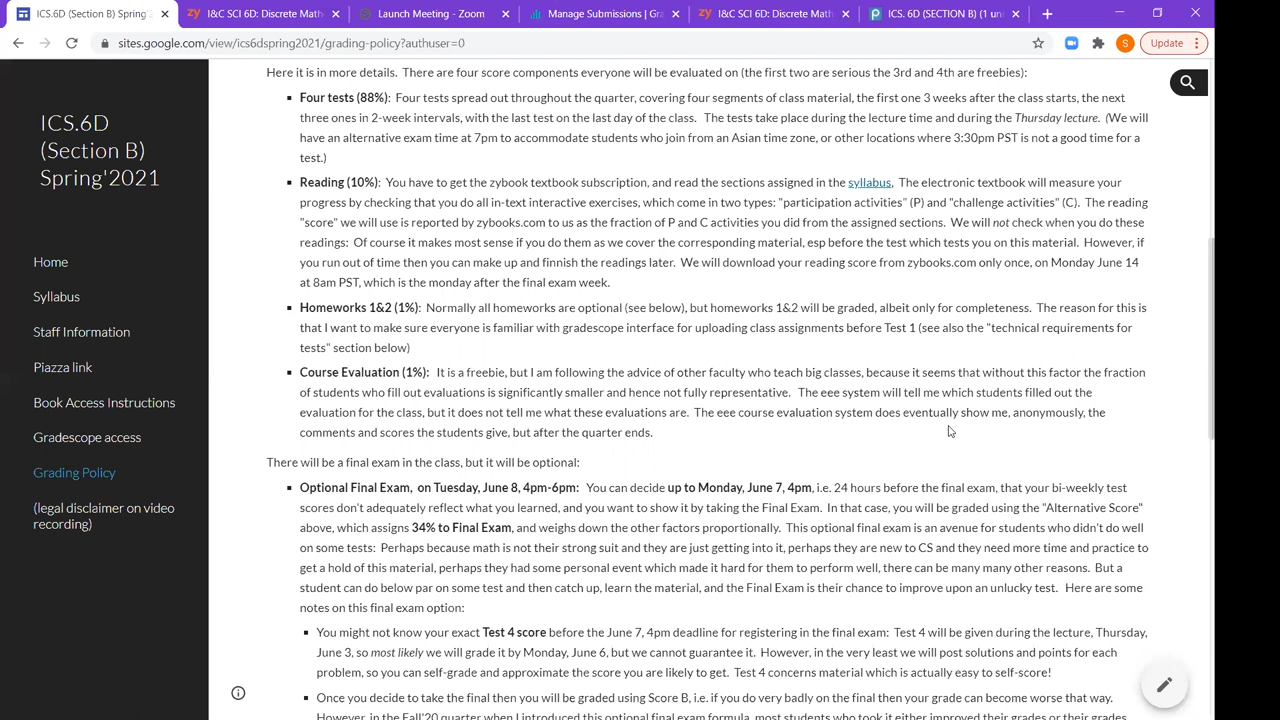 ICS.6D (SECTION B) Spring'
I&C SCI 6D: Discrete Math
Launch Meeting - Zoom
Manage Submissions | Gra
I&C SCI 6D: Discrete Math
ICS. 6D (SECTION B) (1 un
sites.google.com/view/ics6dspring2021/grading-policy?authuser=0
S
Update
ICS.6D
(Section B)
Spring'2021
Home
Syllabus
Staff Information
Piazza link
Book Access Instructions
Gradescope access
Grading Policy
(legal disclaimer on video
recording)
Here it is in more details. There are four score components everyone will be evaluated on (the first two are serious the 3rd and 4th are freebies):
Four tests (88%): Four tests spread out throughout the quarter, covering four segments of class material, the first one 3 weeks after the class starts, the next
three ones in 2-week intervals, with the last test on the last day of the class. The tests take place during the lecture time and during the Thursday lecture. (We will
have an alternative exam time at 7pm to accommodate students who join from an Asian time zone, or other locations where 3:30pm PST is not a good time for a
test.)
Reading (10%): You have to get the zybook textbook subscription, and read the sections assigned in the syllabus, The electronic textbook will measure your
progress by checking that you do all in-text interactive exercises, which come in two types: "participation activities" (P) and "challenge activities" (C). The reading
"score" we will use is reported by zybooks.com to us as the fraction of P and C activities you did from the assigned sections. We will not check when you do these
readings: Of course it makes most sense if you do them as we cover the corresponding material, esp before the test which tests you on this material. However, if
you run out of time then you can make up and finnish the readings later. We will download your reading score from zybooks.com only once, on Monday June 14
at 8am PST, which is the monday after the final exam week.
Homeworks 1&2 (1%): Normally all homeworks are optional (see below), but homeworks 1&2 will be graded, albeit only for completeness. The reason for this is
that I want to make sure everyone is familiar with gradescope interface for uploading class assignments before Test 1 (see also the "technical requirements for
tests" section below)
Course Evaluation (1%): It is a freebie, but I am following the advice of other faculty who teach big classes, because it seems that without this factor the fraction
of students who fill out evaluations is significantly smaller and hence not fully representative. The eee system will tell me which students filled out the
evaluation for the class, but it does not tell me what these evaluations are. The eee course evaluation system does eventually show me, anonymously, the
comments and scores the students give, but after the quarter ends.
There will be a final exam in the class, but it will be optional:
Optional Final Exam, on Tuesday, June 8, 4pm-6pm: You can decide up to Monday, June 7, 4pm, i.e. 24 hours before the final exam, that your bi-weekly test
scores don't adequately reflect what you learned, and you want to show it by taking the Final Exam. In that case, you will be graded using the "Alternative Score"
above, which assigns 34% to Final Exam, and weighs down the other factors proportionally. This optional final exam is an avenue for students who didn't do well
on some tests: Perhaps because math is not their strong suit and they are just getting into it, perhaps they are new to CS and they need more time and practice to
get a hold of this material, perhaps they had some personal event which made it hard for them to perform well, there can be many many other reasons. But a
student can do below par on some test and then catch up, learn the material, and the Final Exam is their chance to improve upon an unlucky test. Here are some
notes on this final exam option:
You might not know your exact Test 4 score before the June 7, 4pm deadline for registering in the final exam: Test 4 will be given during the lecture, Thursday,
June 3, so most likely we will grade it by Monday, June 6, but we cannot guarantee it. However, in the very least we will post solutions and points for each
problem, so you can self-grade and approximate the score you are likely to get. Test 4 concerns material which is actually easy to self-score!
Once you decide to take the final then you will be graded using Score B, i.e. if you do very badly on the final then your grade can become worse that way.
However, in the Fall'20 quarter when I introduced this optional final exam formula, most students who took it either improved their grades or their grades